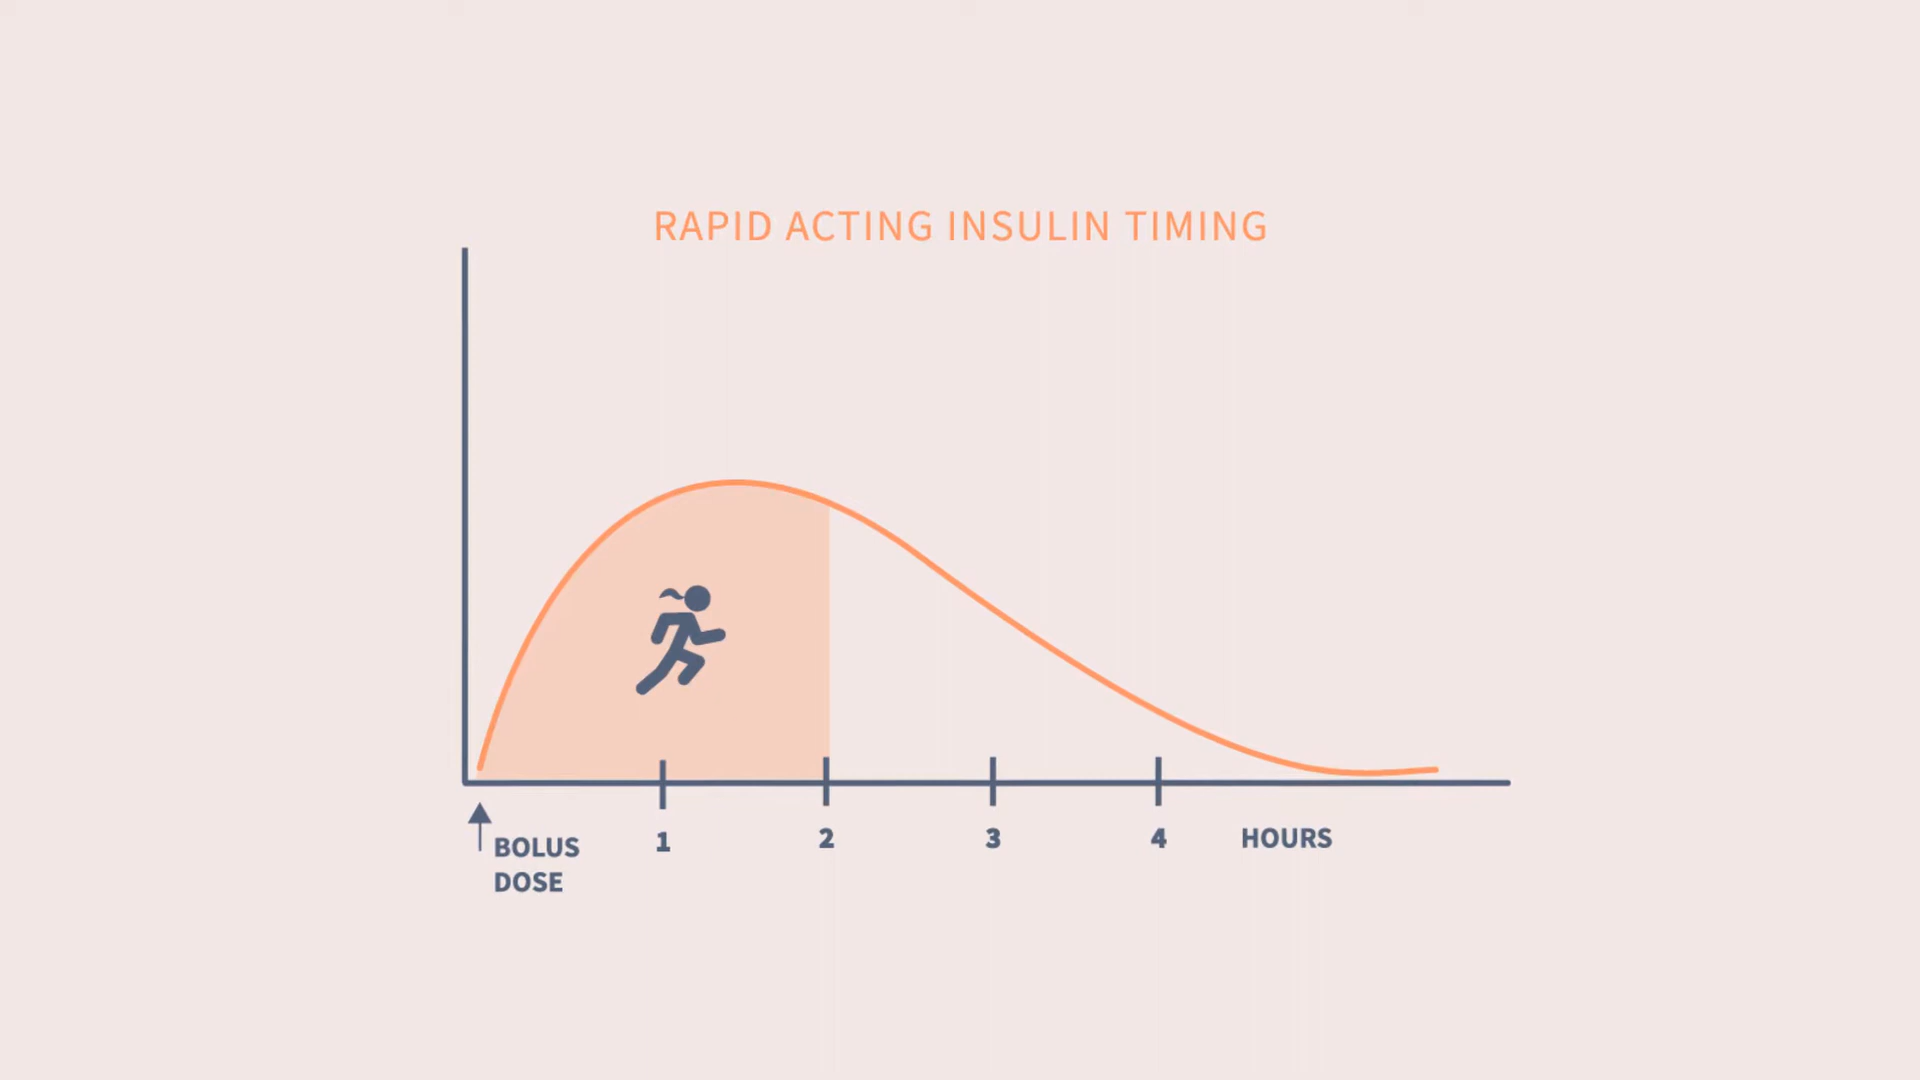 RAPID ACTING INSULIN TIMING
BOLUS
DOSE
1
2
3
4
HOURS